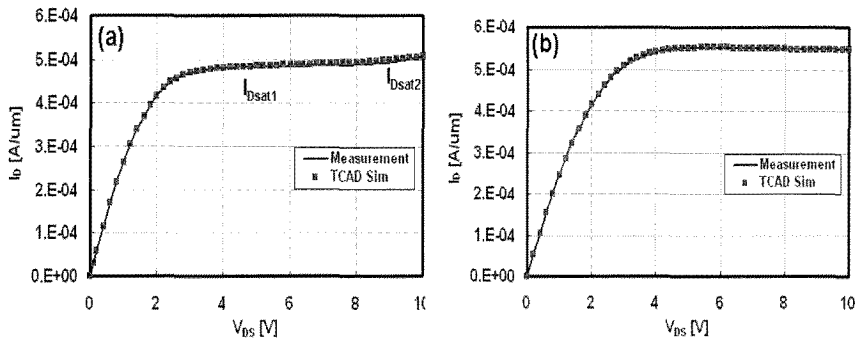 (a)
I_D [A/um]
6.E-04
5.E-04
4.E-04
3.E-04
2.E-04
1.E-04
0.E+00
I_Dsat1
I_Dsat2
Measurement
TCAD Sim
0 2 4 6 8 10
V_DS [V]
(b)
I_D [A/um]
6.E-04
5.E-04
4.E-04
3.E-04
2.E-04
1.E-04
0.E+00
Measurement
TCAD Sim
0 2 4 6 8 10
V_DS [V]